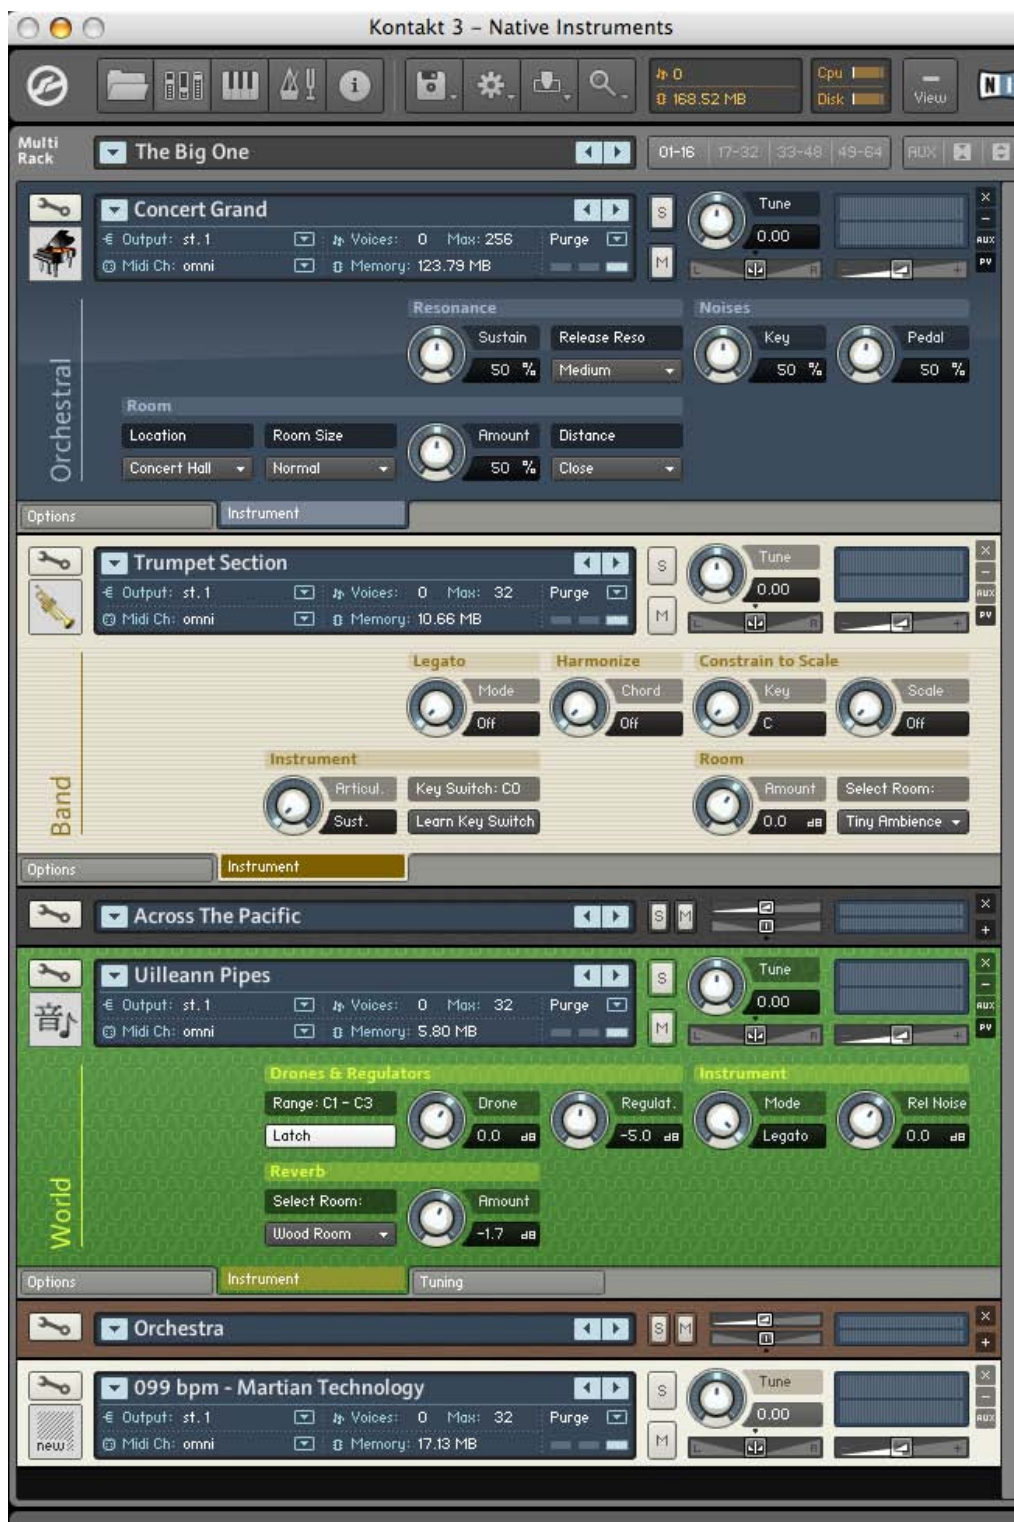 Kontakt 3 – Native Instruments
0
168.52 MB
Cpu
Disk
View
N I
Multi Rack
The Big One
01-16 17-32 33-48 49-64 AUX
Concert Grand
S
Tune
Output: st. 1 Voices: 0 Max: 256 Purge
0.00
AUX
Midi Ch: omni Memory: 123.79 MB
M
L R - +
PV
Orchestral
Resonance Noises
Sustain Release Reso Key Pedal
50 % Medium 50 % 50 %
Room
Location Room Size Amount Distance
Concert Hall Normal 50 % Close
Options Instrument
Trumpet Section
S
Tune
Output: st. 1 Voices: 0 Max: 32 Purge
0.00
AUX
Midi Ch: omni Memory: 10.66 MB
M
L R - +
PV
Band
Legato Harmonize Constrain to Scale
Mode Chord Key Scale
Off Off C Off
Instrument Room
Articul. Key Switch: C0 Amount Select Room:
Sust. Learn Key Switch 0.0 dB Tiny Ambience
Options Instrument
Across The Pacific S M
Uilleann Pipes
S
Tune
音
Output: st. 1 Voices: 0 Max: 32 Purge
0.00
AUX
Midi Ch: omni Memory: 5.80 MB
M
L R - +
PV
World
Drones & Regulators Instrument
Range: C1 - C3 Drone Regulat. Mode Rel Noise
Latch 0.0 dB -5.0 dB Legato 0.0 dB
Reverb
Select Room: Amount
Wood Room -1.7 dB
Options Instrument Tuning
Orchestra S M
099 bpm - Martian Technology
S
Tune
Output: st. 1 Voices: 0 Max: 32 Purge
0.00
AUX
new
Midi Ch: omni Memory: 17.13 MB
M
L R - +